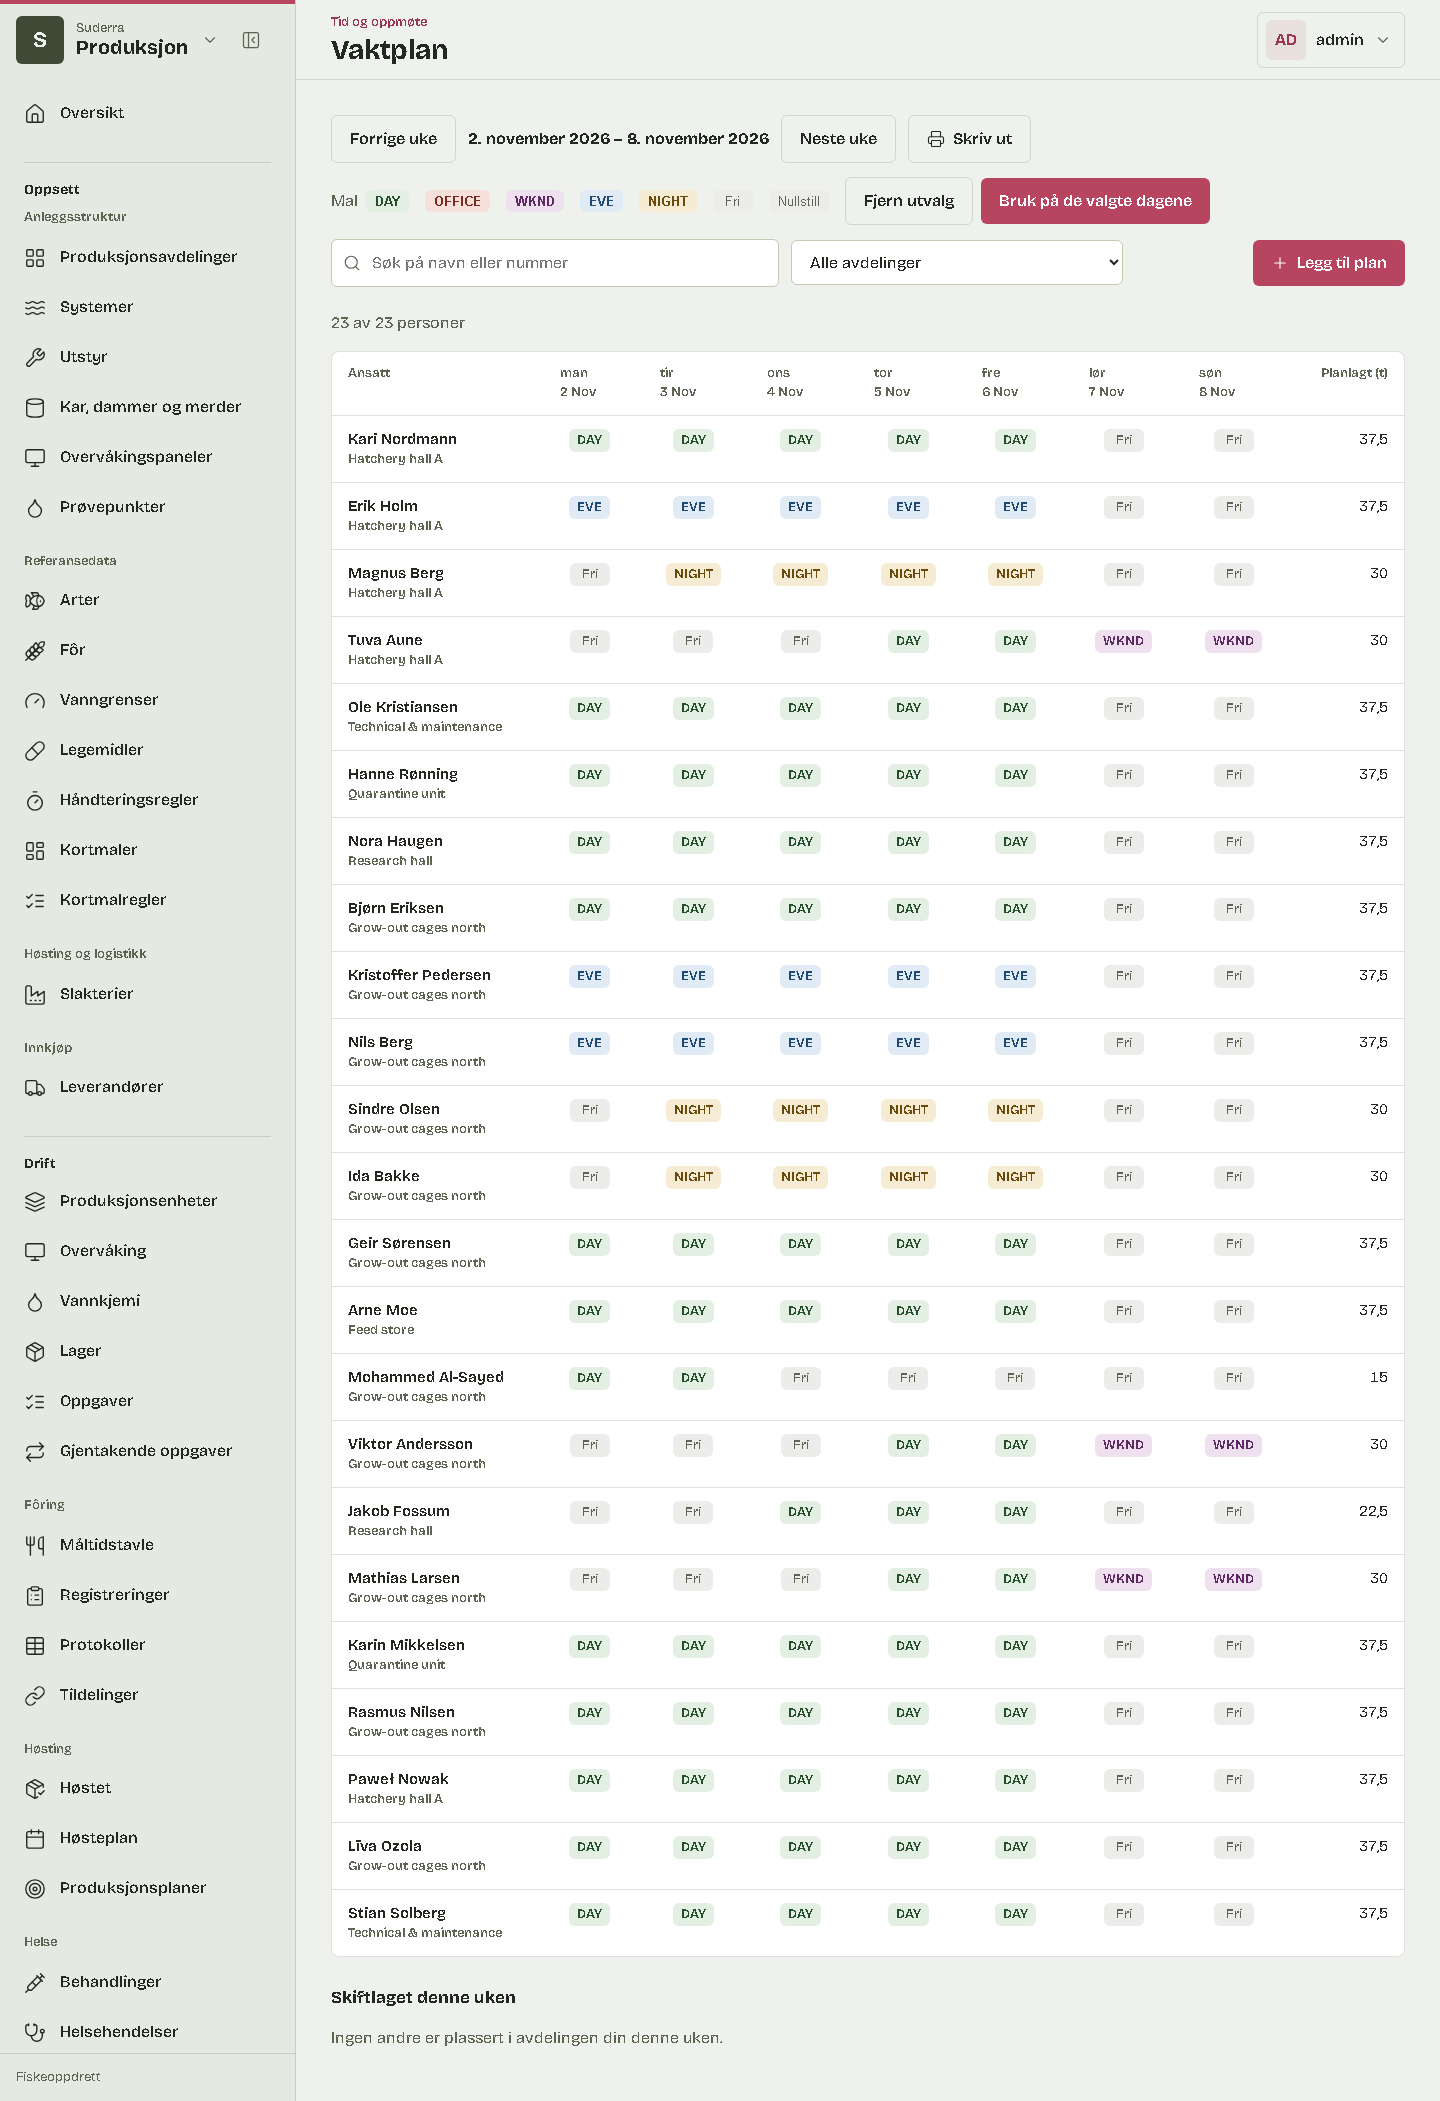 Suderra
S Produksjon
Oversikt
Oppsett
Anleggsstruktur
Produksjonsavdelinger
Systemer
Utstyr
Kar, dammer og merder
Overvåkingspaneler
Prøvepunkter
Referansedata
Arter
Fôr
Vanngrenser
Legemidler
Håndteringsregler
Kortmaler
Kortmalregler
Høsting og logistikk
Slakterier
Innkjøp
Leverandører
Drift
Produksjonsenheter
Overvåking
Vannkjemi
Lager
Oppgaver
Gjentakende oppgaver
Fôring
Måltidstavle
Registreringer
Protokoller
Tildelinger
Høsting
Høstet
Høsteplan
Produksjonsplaner
Helse
Behandlinger
Helsehendelser
Fiskeoppdrett
Tid og oppmøte
Vaktplan
AD admin
Forrige uke 2. november 2026 – 8. november 2026 Neste uke Skriv ut
Mal DAY OFFICE WKND EVE NIGHT Fri Nullstill Fjern utvalg Bruk på de valgte dagene
Søk på navn eller nummer Alle avdelinger Legg til plan
23 av 23 personer
Ansatt man tir ons tor fre lør søn Planlagt (t)
2 Nov 3 Nov 4 Nov 5 Nov 6 Nov 7 Nov 8 Nov
Kari Nordmann DAY DAY DAY DAY DAY Fri Fri 37,5
Hatchery hall A
Erik Holm EVE EVE EVE EVE EVE Fri Fri 37,5
Hatchery hall A
Magnus Berg Fri NIGHT NIGHT NIGHT NIGHT Fri Fri 30
Hatchery hall A
Tuva Aune Fri Fri Fri DAY DAY WKND WKND 30
Hatchery hall A
Ole Kristiansen DAY DAY DAY DAY DAY Fri Fri 37,5
Technical & maintenance
Hanne Rønning DAY DAY DAY DAY DAY Fri Fri 37,5
Quarantine unit
Nora Haugen DAY DAY DAY DAY DAY Fri Fri 37,5
Research hall
Bjørn Eriksen DAY DAY DAY DAY DAY Fri Fri 37,5
Grow-out cages north
Kristoffer Pedersen EVE EVE EVE EVE EVE Fri Fri 37,5
Grow-out cages north
Nils Berg EVE EVE EVE EVE EVE Fri Fri 37,5
Grow-out cages north
Sindre Olsen Fri NIGHT NIGHT NIGHT NIGHT Fri Fri 30
Grow-out cages north
Ida Bakke Fri NIGHT NIGHT NIGHT NIGHT Fri Fri 30
Grow-out cages north
Geir Sørensen DAY DAY DAY DAY DAY Fri Fri 37,5
Grow-out cages north
Arne Moe DAY DAY DAY DAY DAY Fri Fri 37,5
Feed store
Mohammed Al-Sayed DAY DAY Fri Fri Fri Fri Fri 15
Grow-out cages north
Viktor Andersson Fri Fri Fri DAY DAY WKND WKND 30
Grow-out cages north
Jakob Fossum Fri Fri DAY DAY DAY Fri Fri 22,5
Research hall
Mathias Larsen Fri Fri Fri DAY DAY WKND WKND 30
Grow-out cages north
Karin Mikkelsen DAY DAY DAY DAY DAY Fri Fri 37,5
Quarantine unit
Rasmus Nilsen DAY DAY DAY DAY DAY Fri Fri 37,5
Grow-out cages north
Paweł Nowak DAY DAY DAY DAY DAY Fri Fri 37,5
Hatchery hall A
Līva Ozola DAY DAY DAY DAY DAY Fri Fri 37,5
Grow-out cages north
Stian Solberg DAY DAY DAY DAY DAY Fri Fri 37,5
Technical & maintenance
Skiftlaget denne uken
Ingen andre er plassert i avdelingen din denne uken.